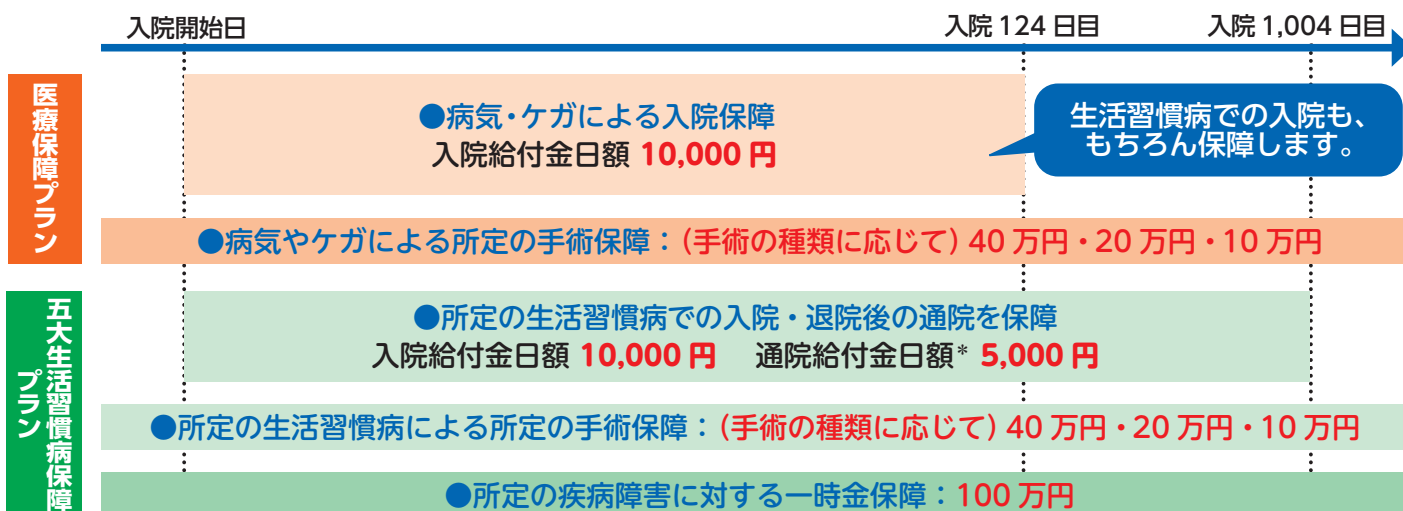 入院開始日
入院 124 日目
入院 1,004 日目
医療保障プラン
●病気・ケガによる入院保障
入院給付金日額 10,000 円
生活習慣病での入院も、
もちろん保障します。
●病気やケガによる所定の手術保障：（手術の種類に応じて）40 万円・20 万円・10 万円
五大生活習慣病保障
プラン
●所定の生活習慣病での入院・退院後の通院を保障
入院給付金日額 10,000 円　通院給付金日額* 5,000 円
●所定の生活習慣病による所定の手術保障：（手術の種類に応じて）40 万円・20 万円・10 万円
●所定の疾病障害に対する一時金保障：100 万円